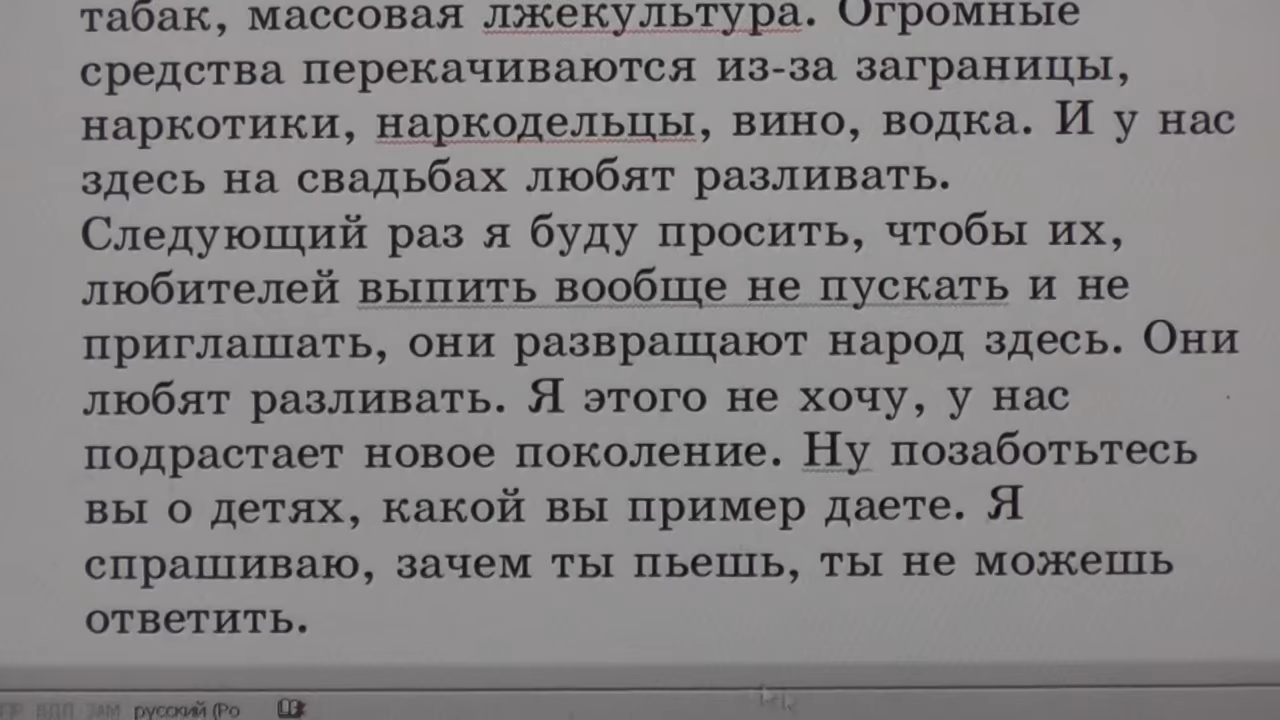 табак, массовая лжекультура. Огромные
средства перекачиваются из-за заграницы,
наркотики, наркодельцы, вино, водка. И у нас
здесь на свадьбах любят разливать.
Следующий раз я буду просить, чтобы их,
любителей выпить вообще не пускать и не
приглашать, они развращают народ здесь. Они
любят разливать. Я этого не хочу, у нас
подрастает новое поколение. Ну позаботьтесь
вы о детях, какой вы пример даете. Я
спрашиваю, зачем ты пьешь, ты не можешь
ответить.
ВДЛ ЗАМ русский (Ро